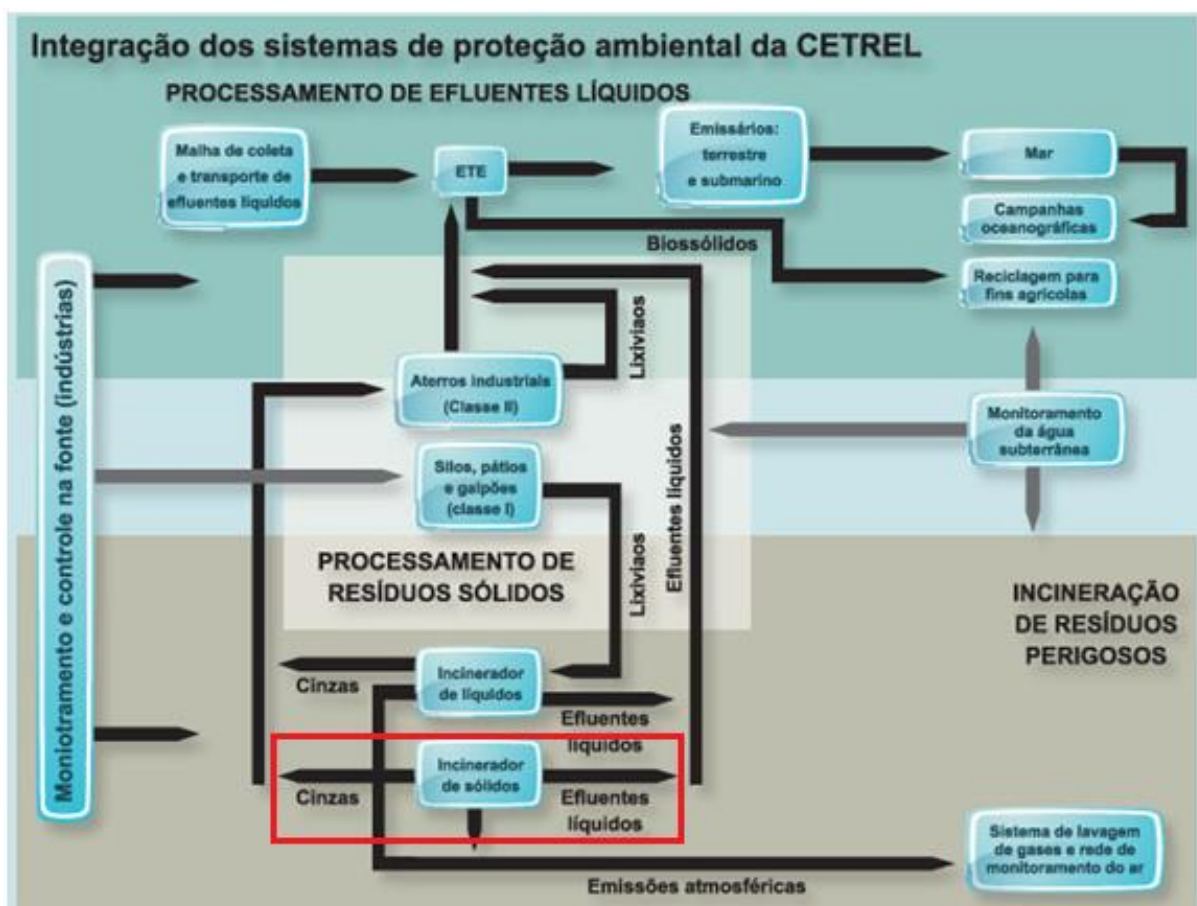 Integração dos sistemas de proteção ambiental da CETREL
PROCESSAMENTO DE EFLUENTES LÍQUIDOS
Malha de coleta
e transporte de
efluentes líquidos
ETE
Emissários:
terrestre
e submarino
Mar
Campanhas
oceanográficas
Biossólidos
Reciclagem para
fins agrícolas
Moniotramento e controle na fonte (indústrias)
Aterros industriais
(Classe II)
Lixiviaos
Monitoramento
da água
subterrânea
Silos, pátios
e galpões
(classe I)
Efluentes líquidos
Lixiviaos
PROCESSAMENTO DE
RESÍDUOS SÓLIDOS
INCINERAÇÃO
DE RESÍDUOS
PERIGOSOS
Incinerador
de líquidos
Cinzas
Efluentes
líquidos
Incinerador
de sólidos
Cinzas
Efluentes
líquidos
Sistema de lavagem
de gases e rede de
monitoramento do ar
Emissões atmosféricas